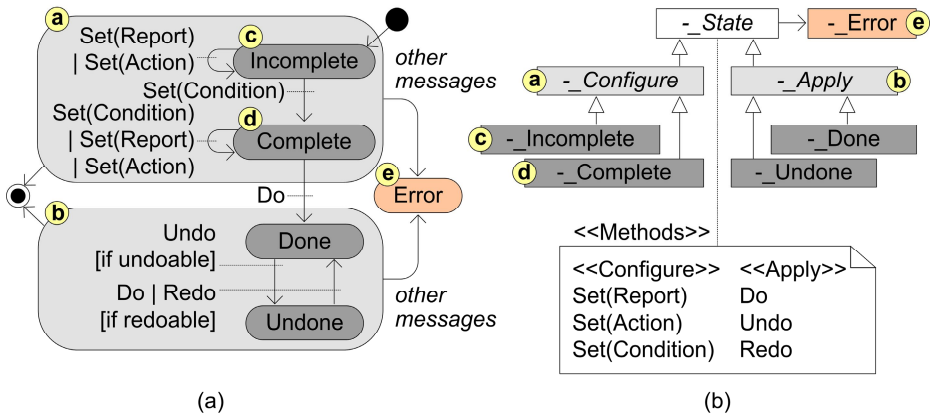 a
Set(Report)
| Set(Action)
c
Incomplete
other
messages
Set(Condition)
Set(Condition)
| Set(Report)
| Set(Action)
d
Complete
Do
e
Error
b
Undo
[if undoable]
Done
Do | Redo
[if redoable]
Undone
other
messages
(a)
-_State
-_Error
e
a
-_Configure
-_Apply
b
c
-_Incomplete
-_Done
d
-_Complete
-_Undone
<<Methods>>
<<Configure>> <<Apply>>
Set(Report) Do
Set(Action) Undo
Set(Condition) Redo
(b)